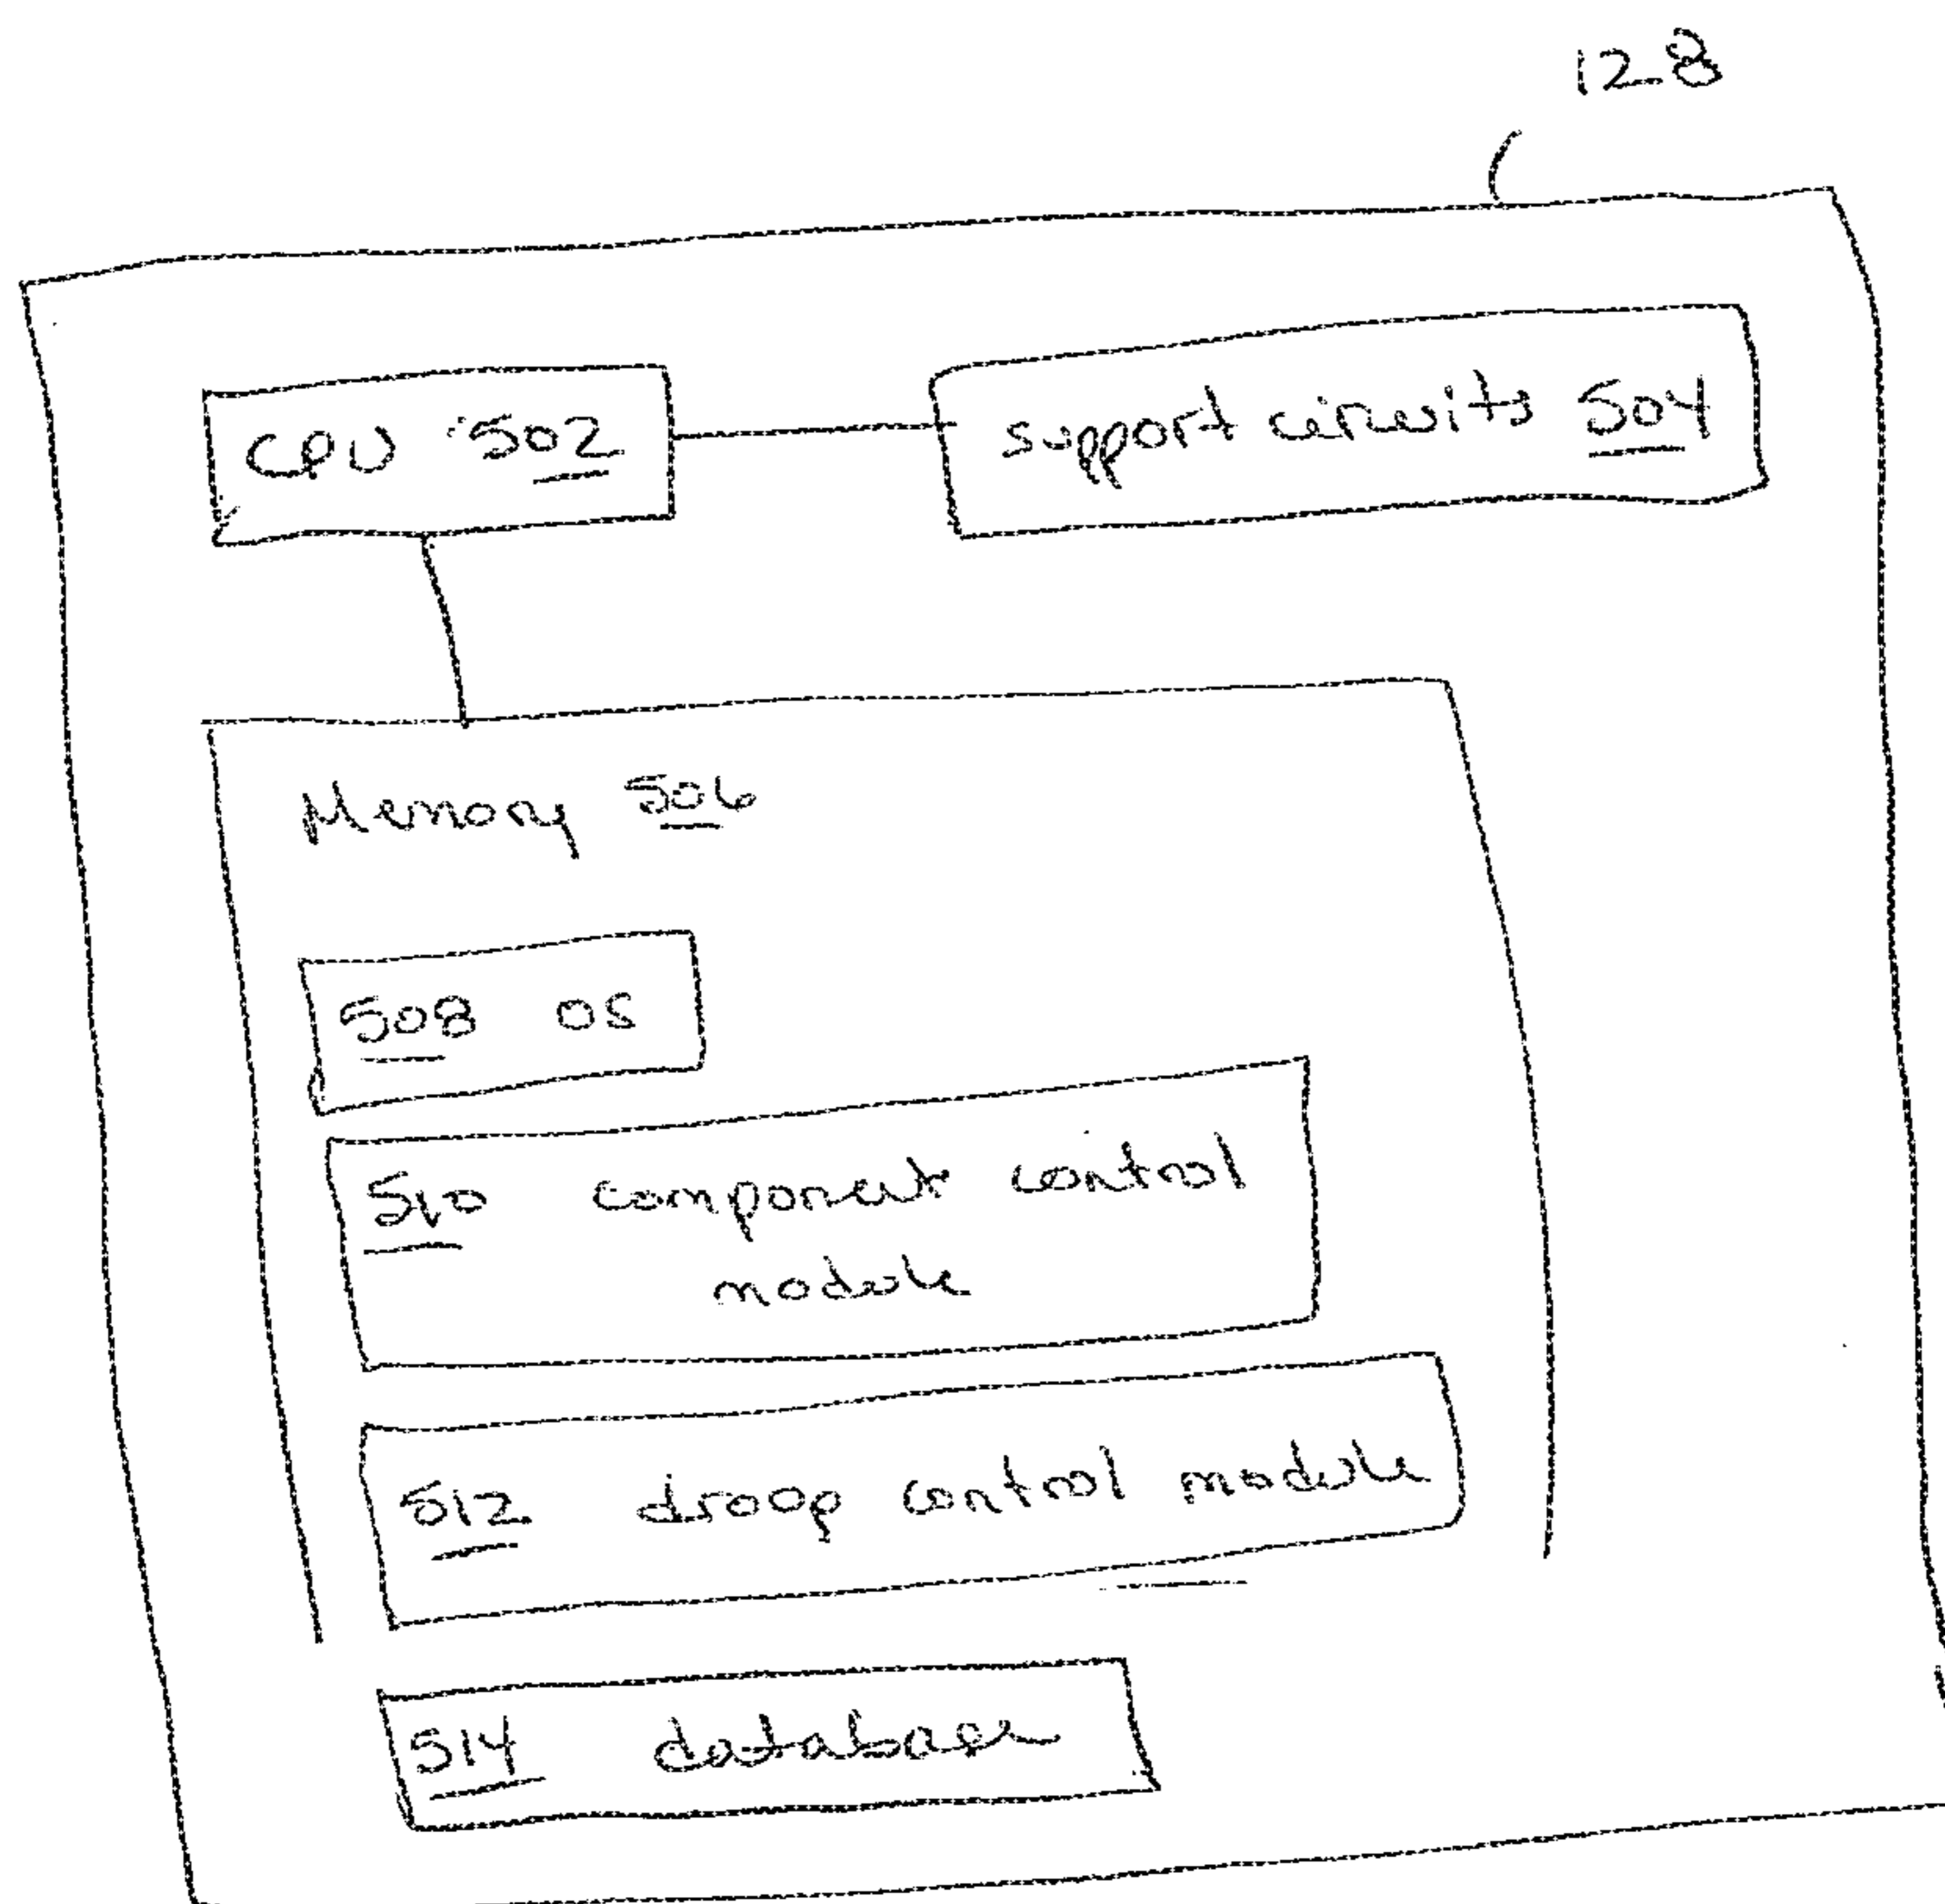 128
CPU 502
support circuits 504
Memory 506
508 OS
510 component control
module
512 droop control module
514 database